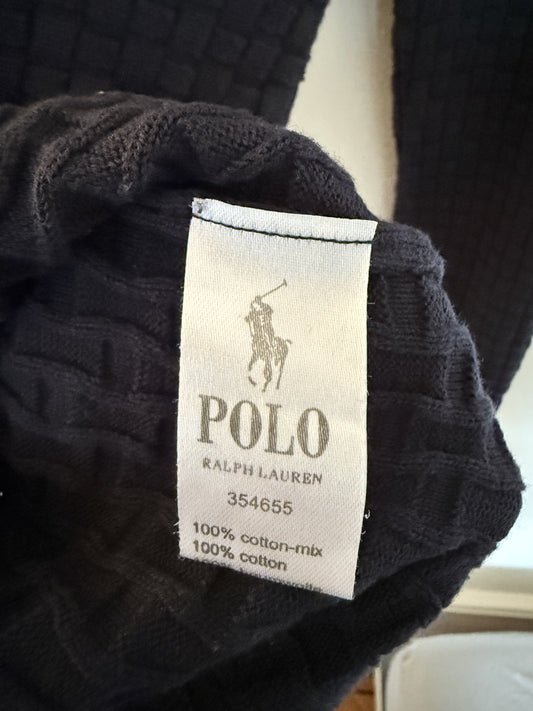 POLO
RALPH LAUREN
354655
100% cotton-mix
100% cotton